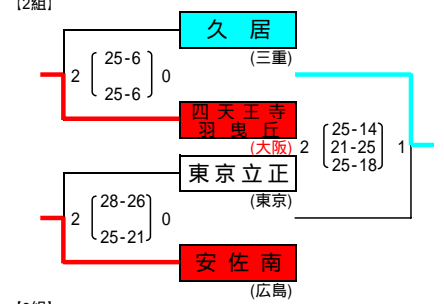 【2組】
久居
(三重)
2 25-6 0
25-6
四天王寺
羽曳丘
(大阪)
2 25-14 1
21-25
25-18
東京立正
(東京)
2 28-26 0
25-21
安佐南
(広島)